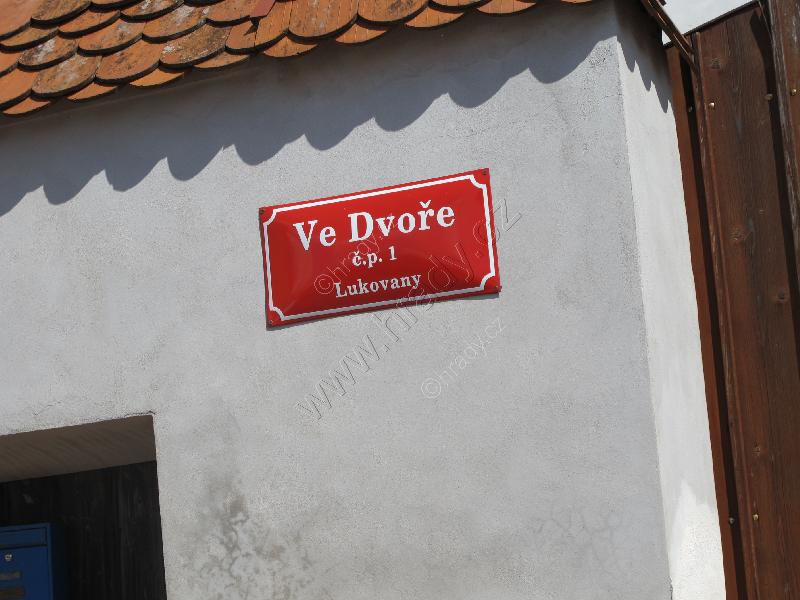 Ve Dvoře
č.p. 1
Lukovany
©hrady.cz
www.hrady.cz
©hrady.cz